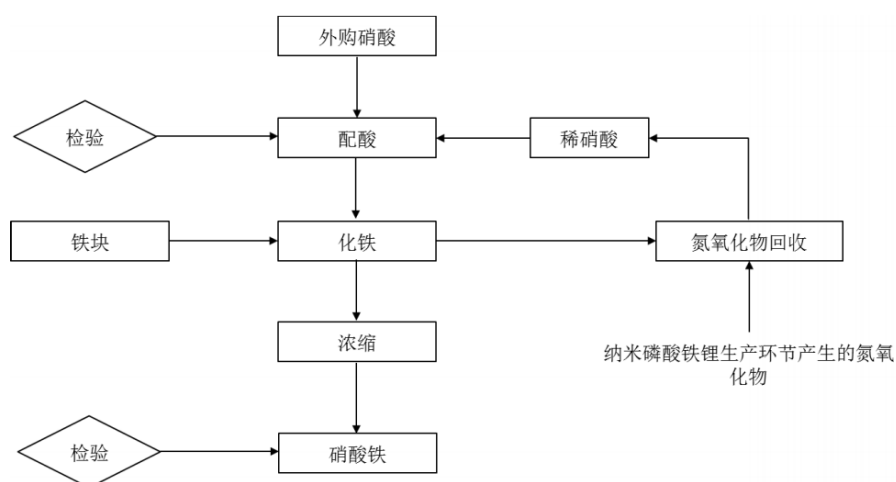 外购硝酸
检验
配酸
稀硝酸
铁块
化铁
氮氧化物回收
浓缩
纳米磷酸铁锂生产环节产生的氮氧
化物
检验
硝酸铁